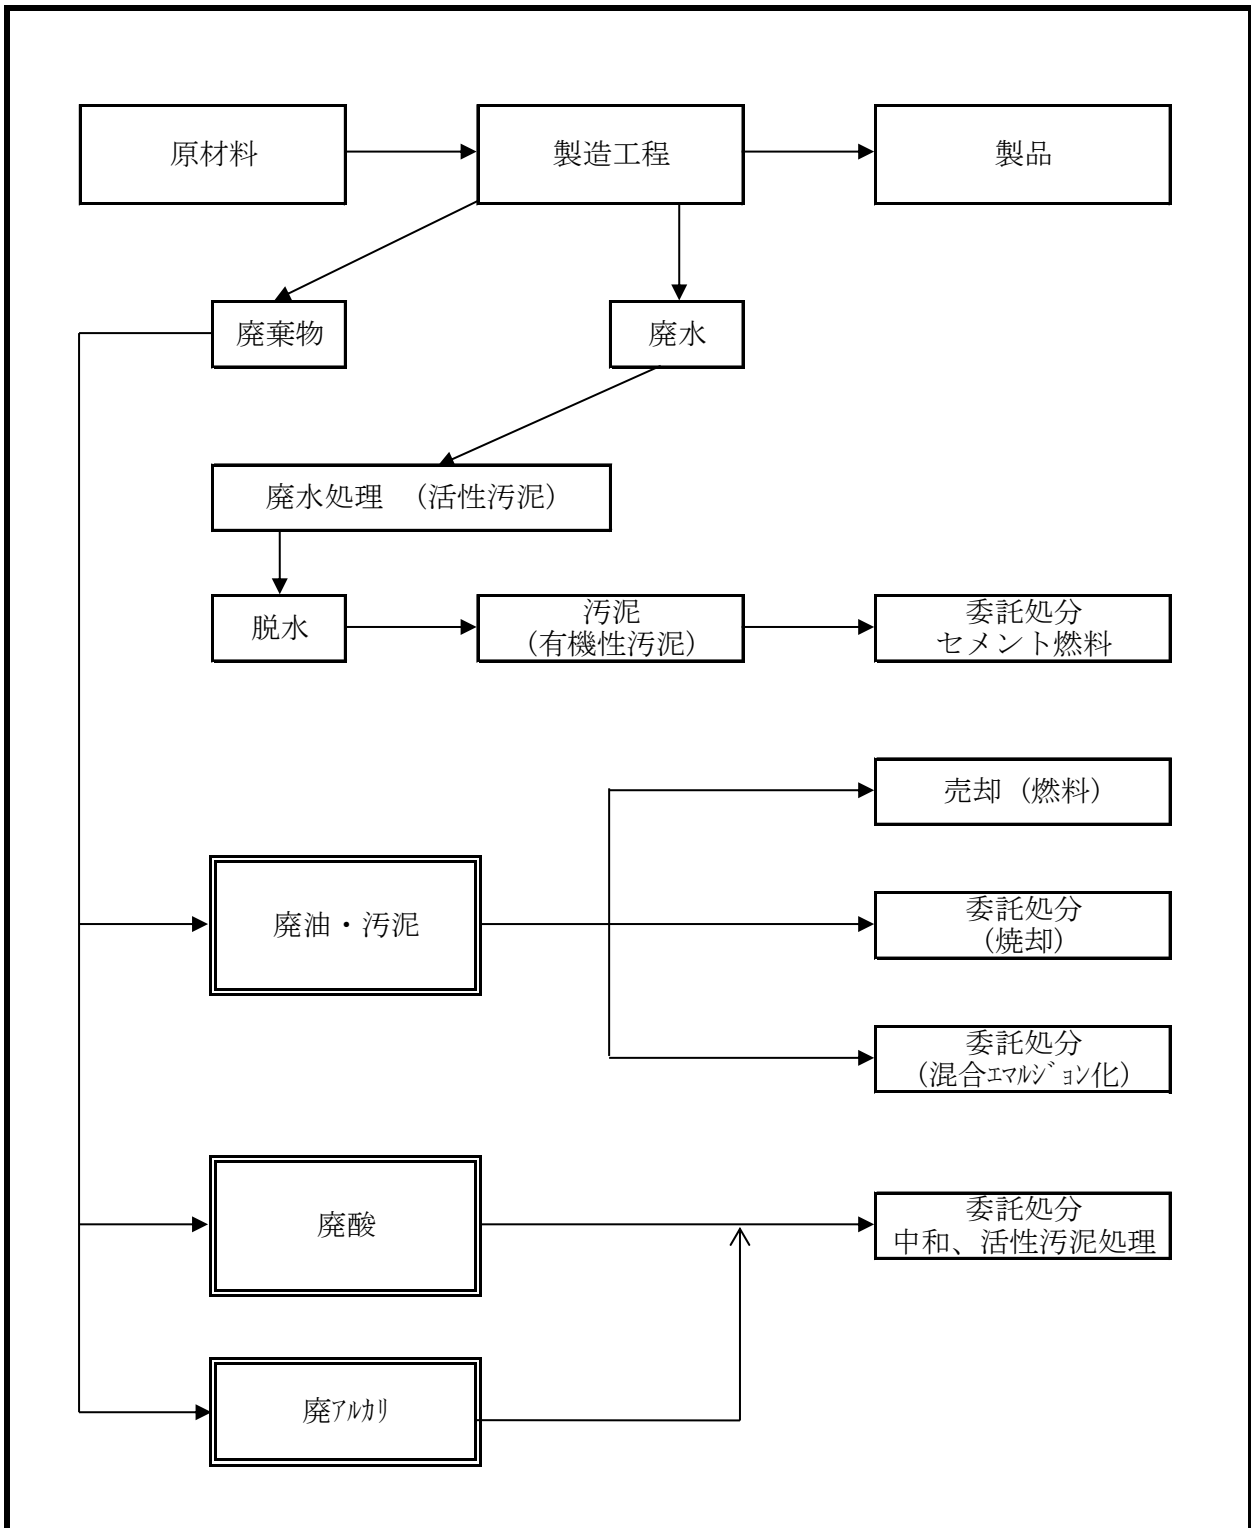 原材料
製造工程
製品
廃棄物
廃水
廃水処理　（活性汚泥）
脱水
汚泥
（有機性汚泥）
委託処分
セメント燃料
売却（燃料）
廃油・汚泥
委託処分
（焼却）
委託処分
（混合ｴﾏﾙｼﾞｮﾝ化）
廃酸
委託処分
中和、活性汚泥処理
廃ｱﾙｶﾘ